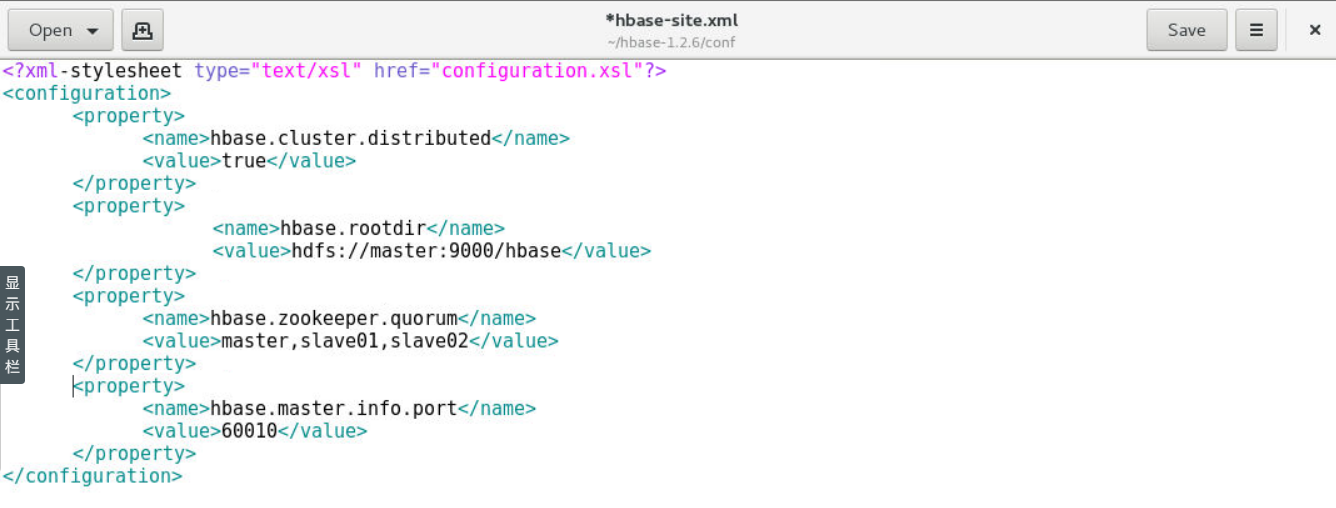 Open
*hbase-site.xml
~/hbase-1.2.6/conf
Save
<?xml-stylesheet type="text/xsl" href="configuration.xsl"?>
<configuration>
<property>
<name>hbase.cluster.distributed</name>
<value>true</value>
</property>
<property>
<name>hbase.rootdir</name>
<value>hdfs://master:9000/hbase</value>
</property>
<property>
<name>hbase.zookeeper.quorum</name>
<value>master,slave01,slave02</value>
</property>
<property>
<name>hbase.master.info.port</name>
<value>60010</value>
</property>
</configuration>
显示工具栏